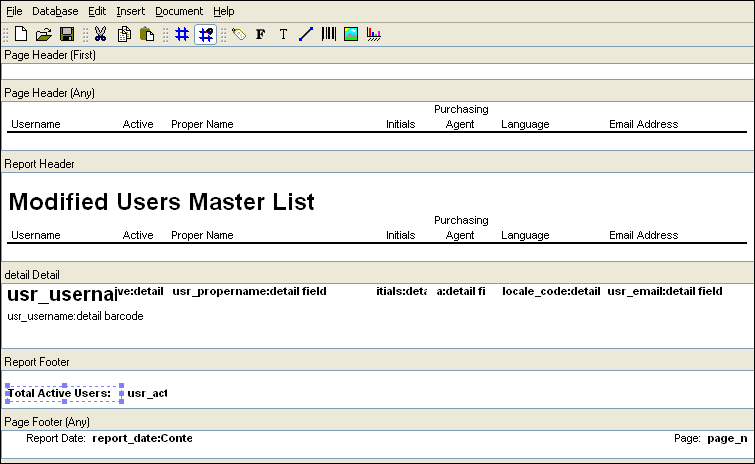 File DataBase Edit Insert Document Help
F T
Page Header (First)
Page Header (Any)
Purchasing
Username Active Proper Name Initials Agent Language Email Address
Report Header
Modified Users Master List
Purchasing
Username Active Proper Name Initials Agent Language Email Address
detail Detail
usr_usernai ve:detail usr_propername:detail field itials:deta a:detail fi locale_code:detail usr_email:detail field
usr_username:detail barcode
Report Footer
Total Active Users: usr_act
Page Footer (Any)
Report Date: report_date:Conte Page: page_n